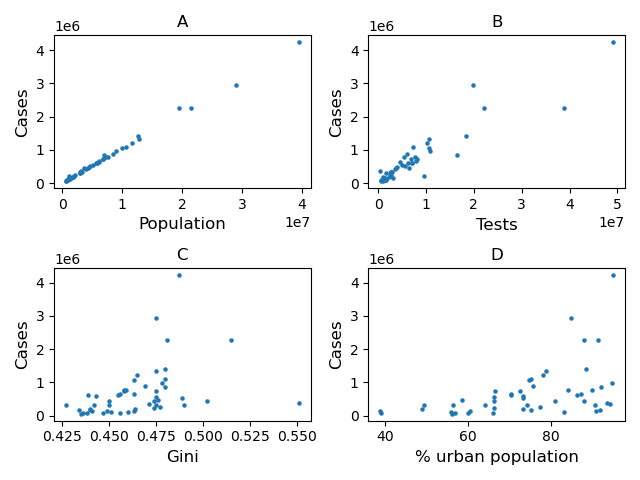 A
1e6
4
3
2
1
0
Cases
0 1 2 3 4
1e7
Population
B
1e6
4
3
2
1
0
Cases
0 1 2 3 4 5
1e7
Tests
C
1e6
4
3
2
1
0
Cases
0.425 0.450 0.475 0.500 0.525 0.550
Gini
D
1e6
4
3
2
1
0
Cases
40 60 80
% urban population